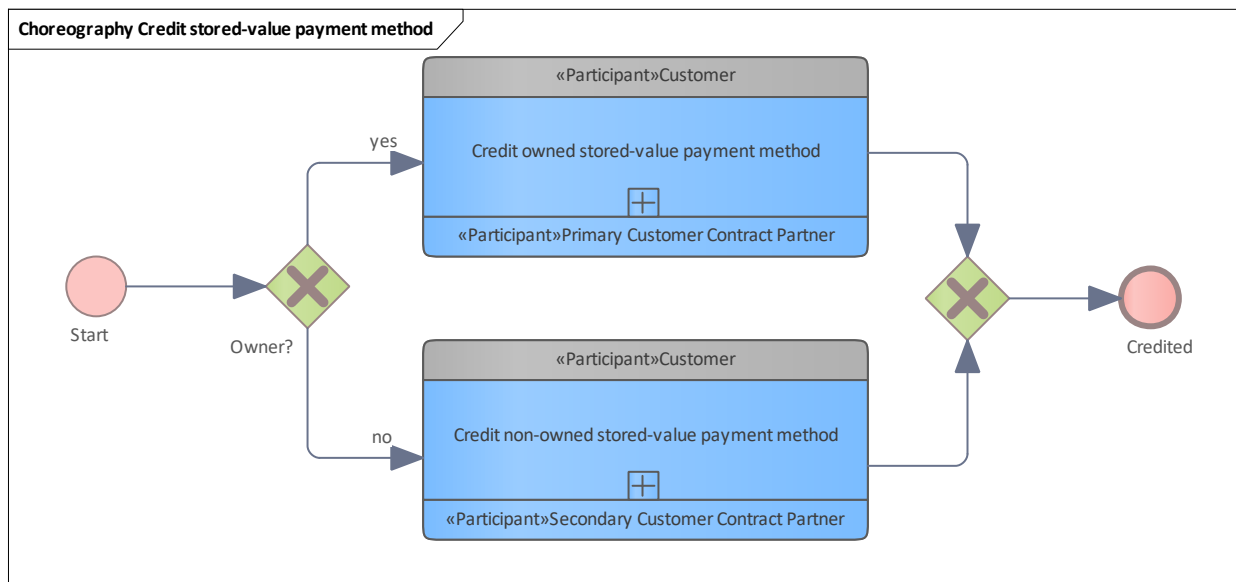 Choreography Credit stored-value payment method
«Participant»Customer
yes
Credit owned stored-value payment method
«Participant»Primary Customer Contract Partner
Start
Owner?
Credited
«Participant»Customer
no
Credit non-owned stored-value payment method
«Participant»Secondary Customer Contract Partner